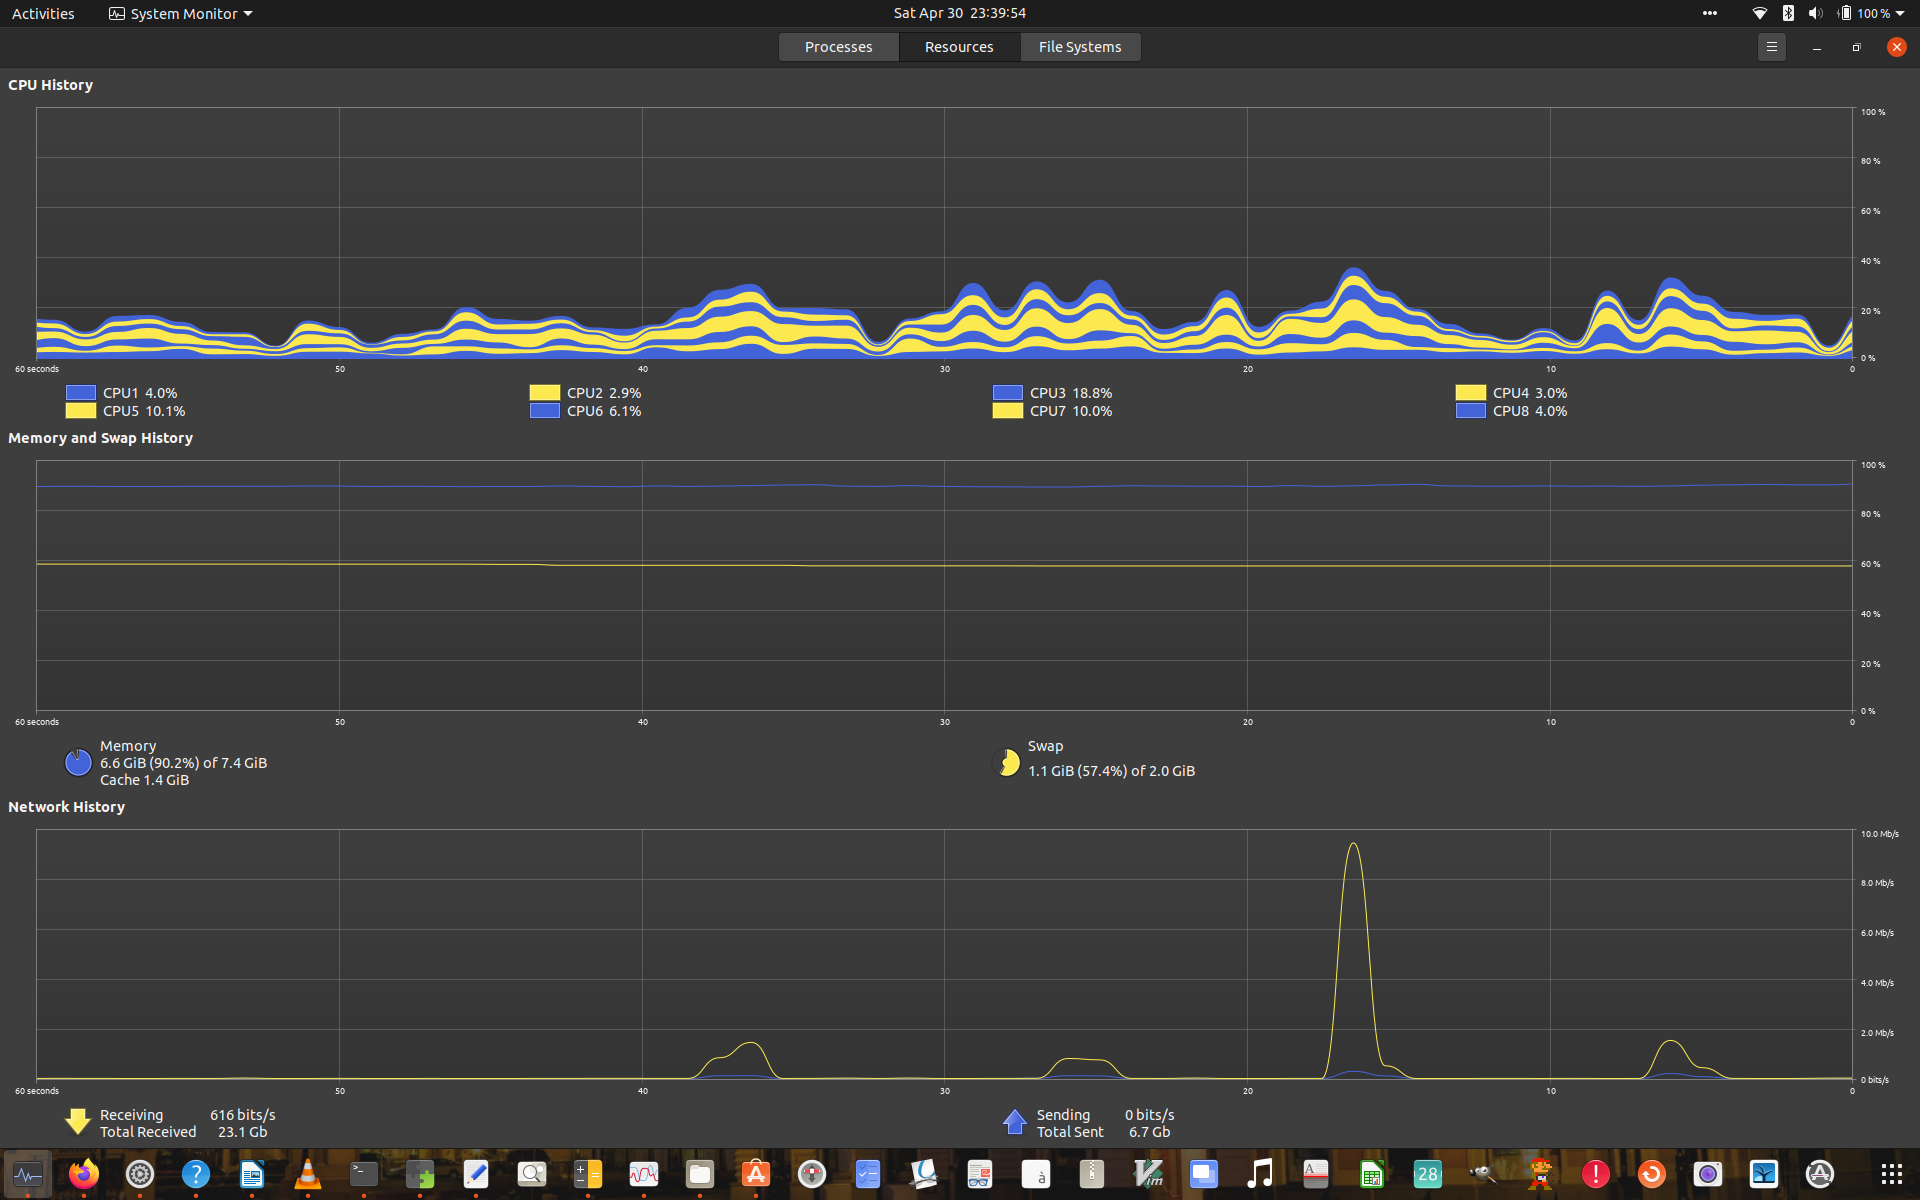 Activities System Monitor Sat Apr 30 23:39:54 100 %
Processes Resources File Systems
CPU History
100 %
80 %
60 %
40 %
20 %
0 %
60 seconds 50 40 30 20 10 0
CPU1 4.0% CPU2 2.9% CPU3 18.8% CPU4 3.0%
CPU5 10.1% CPU6 6.1% CPU7 10.0% CPU8 4.0%
Memory and Swap History
100 %
80 %
60 %
40 %
20 %
0 %
60 seconds 50 40 30 20 10 0
Memory
6.6 GiB (90.2%) of 7.4 GiB
Cache 1.4 GiB
Swap
1.1 GiB (57.4%) of 2.0 GiB
Network History
10.0 Mb/s
8.0 Mb/s
6.0 Mb/s
4.0 Mb/s
2.0 Mb/s
0 bits/s
60 seconds 50 40 30 20 10 0
Receiving 616 bits/s Sending 0 bits/s
Total Received 23.1 Gb Total Sent 6.7 Gb
28